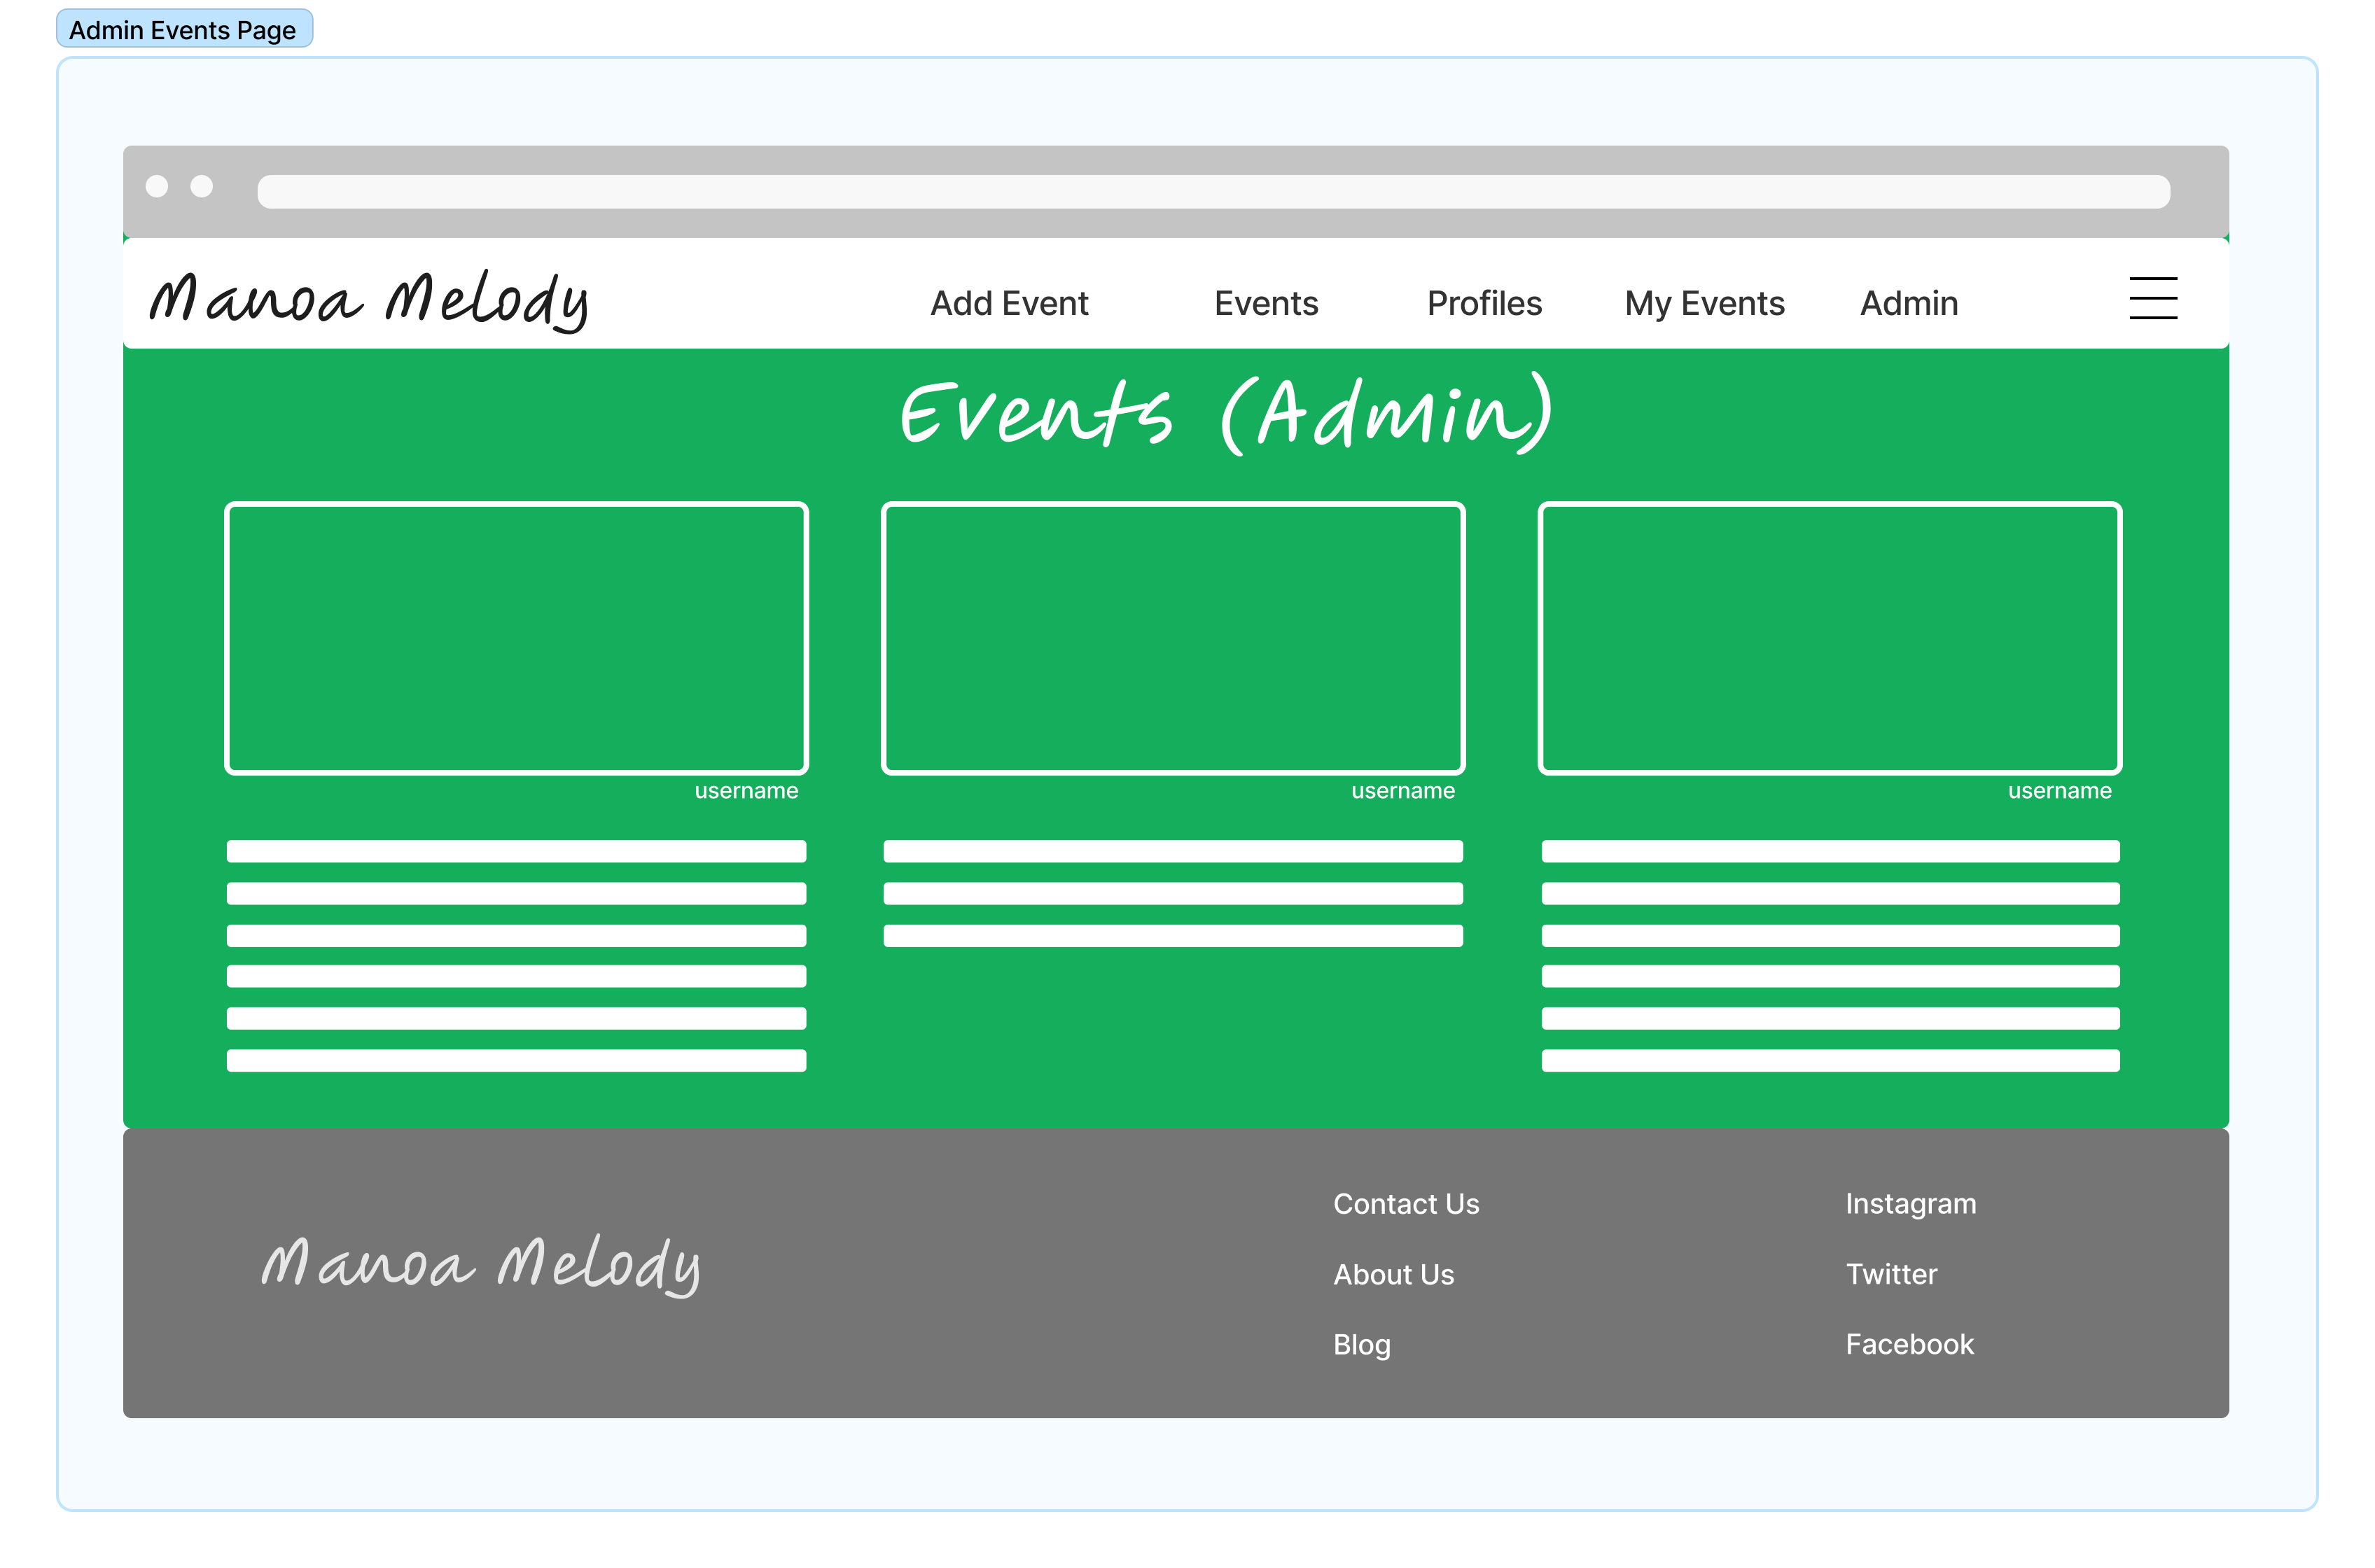 Admin Events Page
Manoa Melody Add Event Events Profiles My Events Admin
Events (Admin)
username username username
Contact Us Instagram
Manoa Melody
About Us Twitter
Blog Facebook